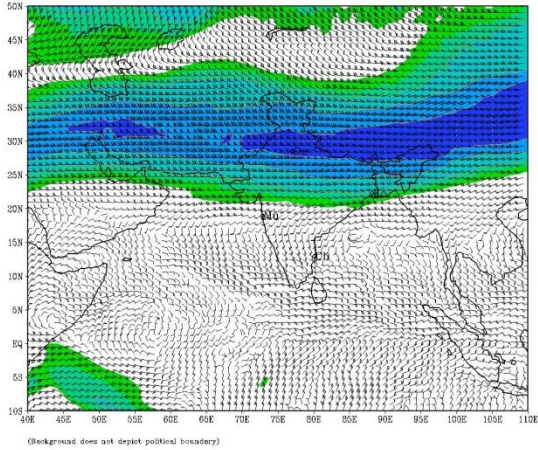 50N
45N
40N
35N
30N
25N
20N
15N
10N
5N
EQ
5S
10S
Mu
Ch
40E 45E 50E 55E 60E 65E 70E 75E 80E 85E 90E 95E 100E 105E 110E
(Background does not depict political boundary)